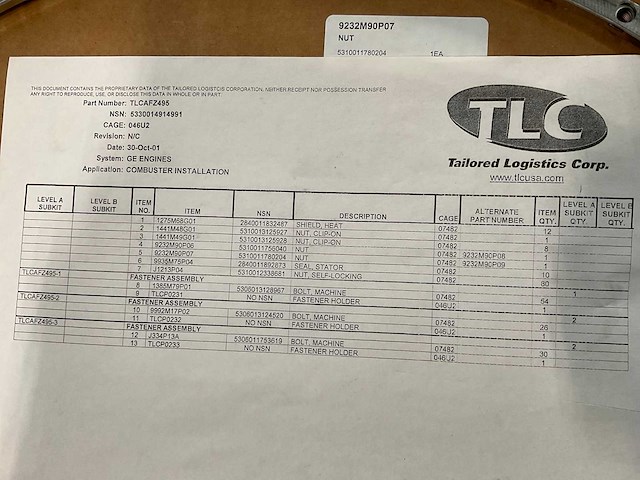 9232M90P07
NUT
5310011780204 1EA
THIS DOCUMENT CONTAINS THE PROPRIETARY DATA OF THE TAILORED LOGISTCIS CORPORATION. NEITHER RECEIPT NOR POSSESSION TRANSFER
ANY RIGHT TO REPRODUCE, USE, OR DISCLOSE THIS DATA IN WHOLE OR IN PART.
Part Number: TLCAFZ495
NSN: 5330014914991
CAGE: 046U2
Revision: N/C
Date: 30-Oct-01
System: GE ENGINES
Application: COMBUSTER INSTALLATION
TLC
Tailored Logistics Corp.
www.tlcusa.com
LEVEL A SUBKIT LEVEL B SUBKIT ITEM NO. ITEM NSN DESCRIPTION CAGE ALTERNATE PART NUMBER ITEM QTY. LEVEL A SUBKIT QTY. LEVEL B SUBKIT QTY.
1 1275M68G01 2840011832487 SHIELD, HEAT 07482 12
2 1441M48G01 5310013125927 NUT, CLIP-ON 07482 1
3 1441M49G01 5310013125928 NUT, CLIP-ON 07482 1
4 9232M90P06 5310011756040 NUT 07482 8
5 9232M90P07 5310011780204 NUT 07482 9232M90P08 1
6 9935M75P04 2840011892873 SEAL, STATOR 07482 9232M90P09 1
7 J1213P04 5310012333681 NUT, SELF-LOCKING 07482 10
TLCAFZ495-1 FASTENER ASSEMBLY 80
8 1385M79P01 5306013128967 BOLT, MACHINE 07482 1
9 TLCP0231 NO NSN FASTENER HOLDER 046U2 1
TLCAFZ495-2 FASTENER ASSEMBLY 54
10 9992M17P02 5306013124520 BOLT, MACHINE 07482 2
11 TLCP0232 NO NSN FASTENER HOLDER 046U2 1
TLCAFZ495-3 FASTENER ASSEMBLY 26
12 J334P13A 5306011753619 BOLT, MACHINE 07482 2
13 TLCP0233 NO NSN FASTENER HOLDER 046U2 1
30